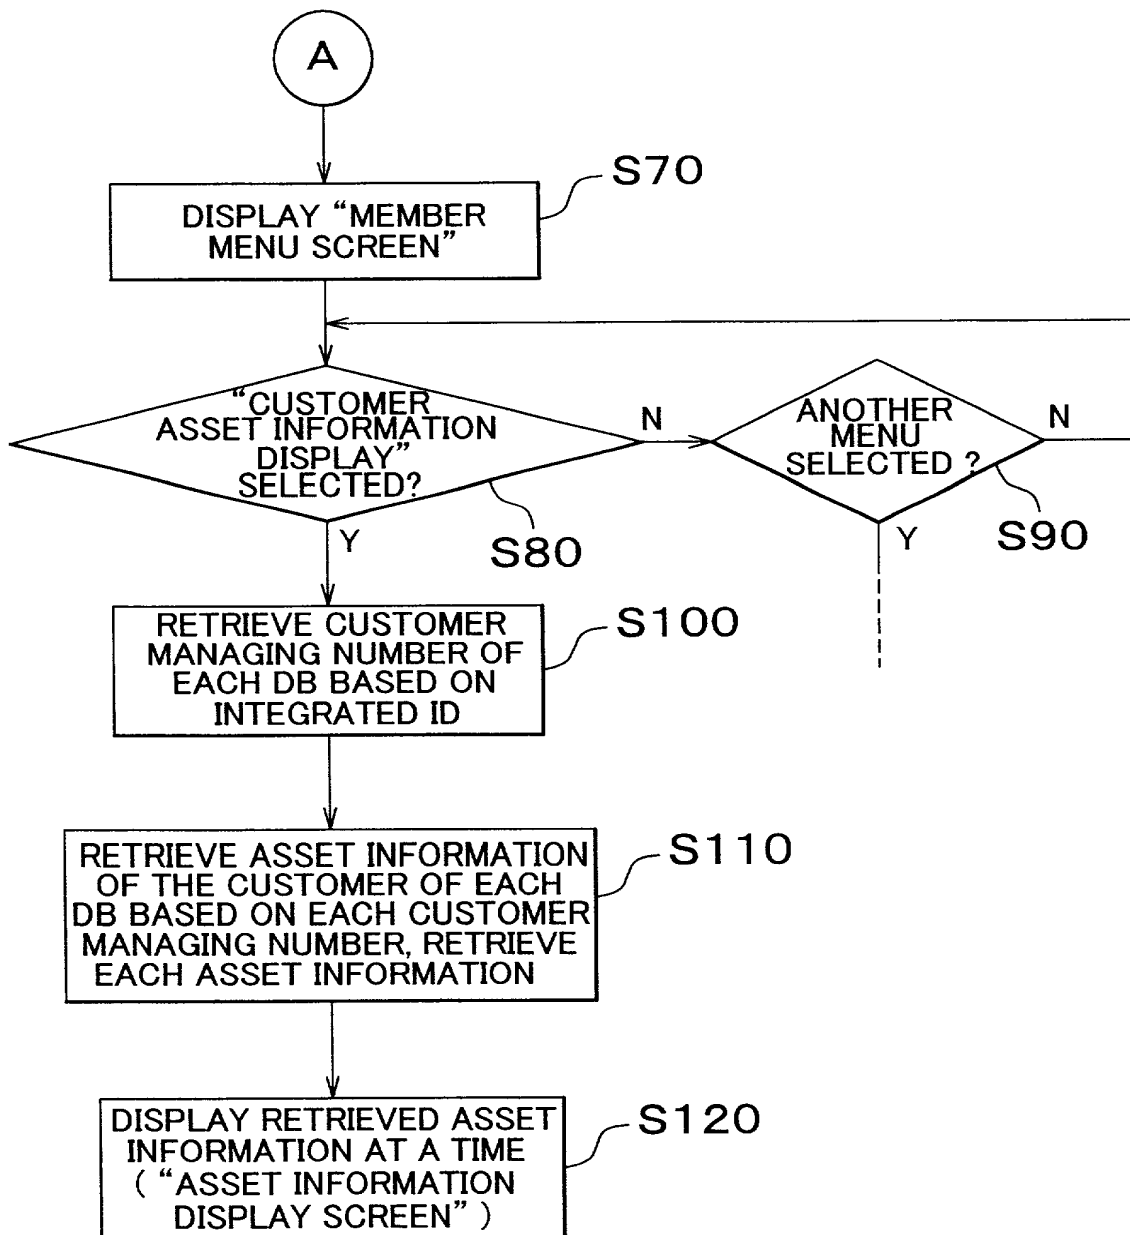 A
S70
DISPLAY “MEMBER
MENU SCREEN”
“CUSTOMER
ASSET INFORMATION
DISPLAY”
SELECTED?
N
ANOTHER
MENU
SELECTED ?
N
Y
S80
Y
S90
RETRIEVE CUSTOMER
MANAGING NUMBER OF
EACH DB BASED ON
INTEGRATED ID
S100
RETRIEVE ASSET INFORMATION
OF THE CUSTOMER OF EACH
DB BASED ON EACH CUSTOMER
MANAGING NUMBER, RETRIEVE
EACH ASSET INFORMATION
S110
DISPLAY RETRIEVED ASSET
INFORMATION AT A TIME
( “ASSET INFORMATION
DISPLAY SCREEN” )
S120